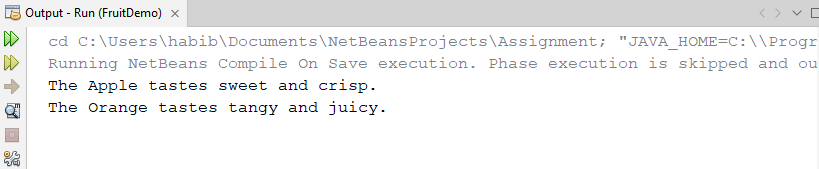 Output - Run (FruitDemo)
cd C:\Users\habib\Documents\NetBeansProjects\Assignment; "JAVA_HOME=C:\\Progr
Running NetBeans Compile On Save execution. Phase execution is skipped and ou
The Apple tastes sweet and crisp.
The Orange tastes tangy and juicy.